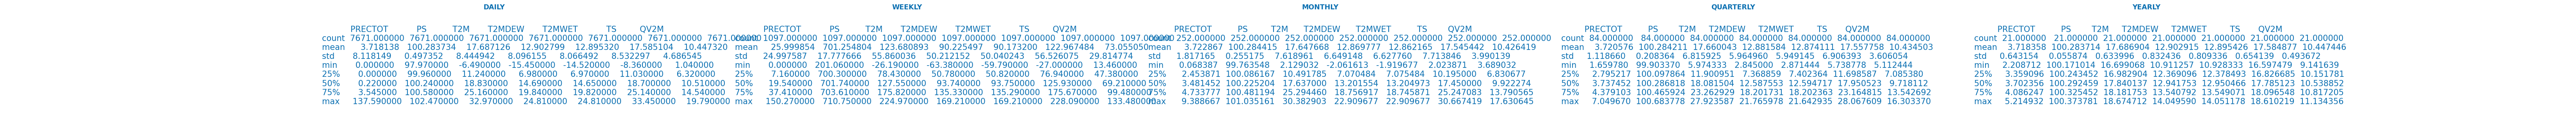 DAILY
PRECTOT PS T2M T2MDEW T2MWET TS QV2M
count 7671.000000 7671.000000 7671.000000 7671.000000 7671.000000 7671.000000 7671.000000
mean 3.718138 100.283734 17.687126 12.902799 12.895320 17.585104 10.447320
std 8.118149 0.497352 8.444942 8.096155 8.066492 8.532297 4.686545
min 0.000000 97.970000 -6.490000 -15.450000 -14.520000 -8.360000 1.040000
25% 0.000000 99.960000 11.240000 6.980000 6.970000 11.030000 6.320000
50% 0.220000 100.240000 18.830000 14.690000 14.650000 18.700000 10.510000
75% 3.545000 100.580000 25.160000 19.840000 19.820000 25.140000 14.540000
max 137.590000 102.470000 32.970000 24.810000 24.810000 33.450000 19.790000
WEEKLY
PRECTOT PS T2M T2MDEW T2MWET TS QV2M
count 1097.000000 1097.000000 1097.000000 1097.000000 1097.000000 1097.000000 1097.000000
mean 25.999854 701.254804 123.680893 90.225497 90.173200 122.967484 73.055050
std 24.997587 17.777666 55.860036 50.212152 50.040243 56.526075 29.814774
min 0.000000 201.060000 -26.190000 -63.380000 -59.790000 -27.000000 13.460000
25% 7.160000 700.300000 78.430000 50.780000 50.820000 76.940000 47.380000
50% 19.540000 701.740000 127.550000 93.740000 93.750000 125.930000 69.210000
75% 37.410000 703.610000 175.820000 135.330000 135.290000 175.670000 99.480000
max 150.270000 710.750000 224.970000 169.210000 169.210000 228.090000 133.480000
MONTHLY
PRECTOT PS T2M T2MDEW T2MWET TS QV2M
count 252.000000 252.000000 252.000000 252.000000 252.000000 252.000000 252.000000
mean 3.722867 100.284415 17.647668 12.869777 12.862165 17.545442 10.426419
std 1.817165 0.255175 7.618961 6.649148 6.627760 7.713846 3.990139
min 0.068387 99.763548 2.129032 -2.061613 -1.919677 2.023871 3.689032
25% 2.453871 100.086167 10.491785 7.070484 7.075484 10.195000 6.830677
50% 3.481452 100.225204 17.637000 13.201554 13.204973 17.454000 9.922274
75% 4.733772 100.481194 25.294460 18.756917 18.745871 25.247083 13.790565
max 9.388667 101.035161 30.382903 22.909677 22.909677 30.667419 17.630645
QUARTERLY
PRECTOT PS T2M T2MDEW T2MWET TS QV2M
count 84.000000 84.000000 84.000000 84.000000 84.000000 84.000000 84.000000
mean 3.720576 100.284211 17.660043 12.881584 12.874111 17.557758 10.434503
std 1.118660 0.208364 6.815925 5.964960 5.949145 6.906393 3.606054
min 1.659780 99.903370 5.974333 2.845000 2.871444 5.738778 5.112444
25% 2.795217 100.097864 11.900951 7.368859 7.402364 11.698587 7.085380
50% 3.737452 100.286818 18.081504 12.587553 12.594717 17.950523 9.718112
75% 4.379103 100.465924 23.262929 18.201731 18.202363 23.164815 13.542692
max 7.049670 100.683778 27.923587 21.765978 21.642935 28.067609 16.303370
YEARLY
PRECTOT PS T2M T2MDEW T2MWET TS QV2M
count 21.000000 21.000000 21.000000 21.000000 21.000000 21.000000 21.000000
mean 3.718358 100.283714 17.686904 12.902915 12.895426 17.584877 10.447446
std 0.643154 0.055874 0.633996 0.832436 0.809336 0.654139 0.493672
min 2.208712 100.171014 16.699068 10.911257 10.928333 16.597479 9.141639
25% 3.359096 100.243456 16.982904 12.369096 12.378493 16.826685 10.151781
50% 3.702356 100.292459 17.840137 12.941753 12.950466 17.785123 10.538852
75% 4.086247 100.325452 18.181370 13.540792 13.549071 18.096548 10.817205
max 5.214932 100.373781 18.674712 14.049590 14.051178 18.610219 11.134356